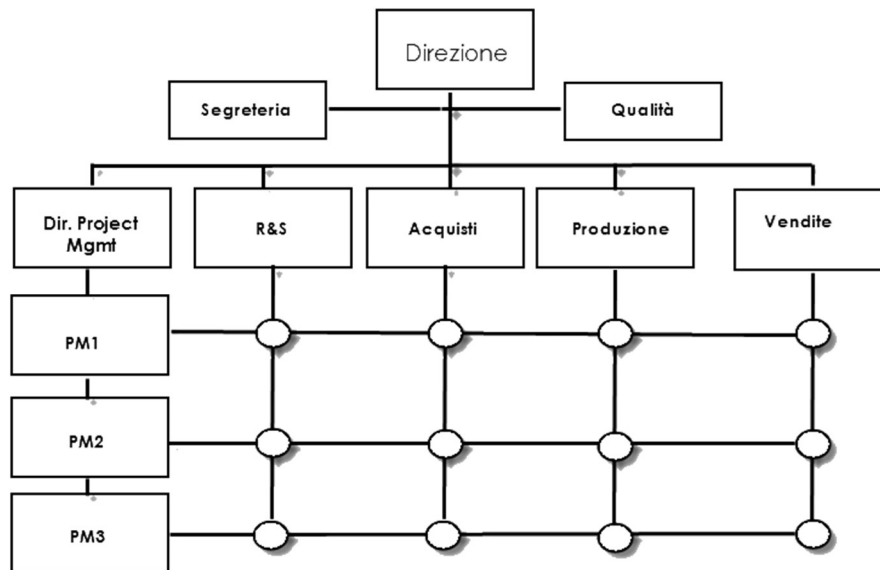 Direzione
Segreteria
Qualità
Dir. Project
Mgmt
R&S
Acquisti
Produzione
Vendite
PM1
PM2
PM3